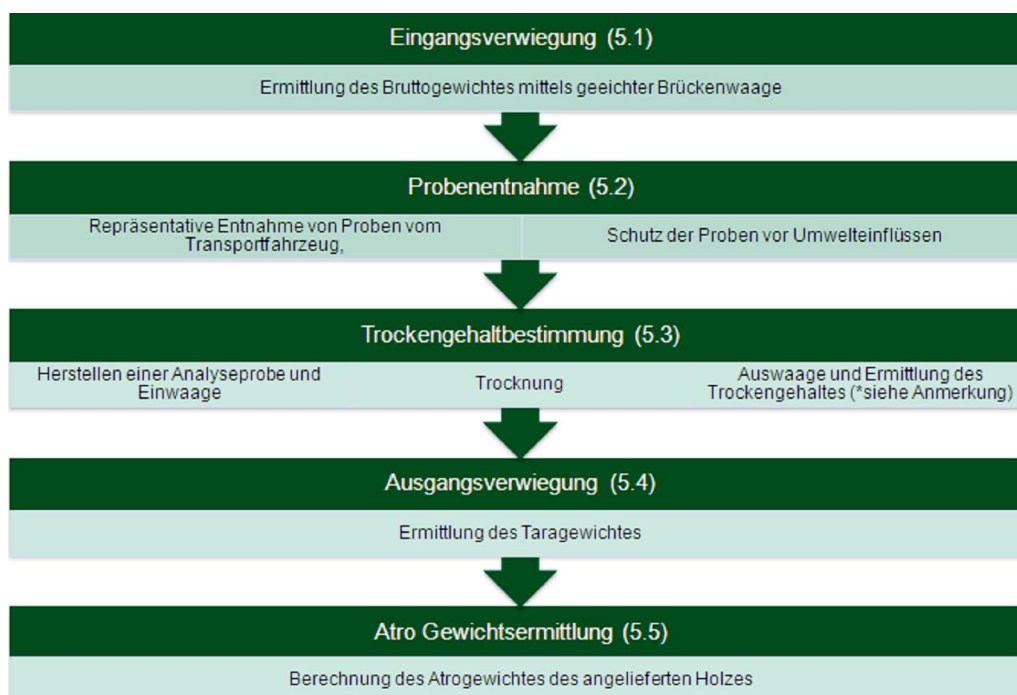 Eingangsverwiegung (5.1)
Ermittlung des Bruttogewichtes mittels geeichter Brückenwaage
Probenentnahme (5.2)
Repräsentative Entnahme von Proben vom
Transportfahrzeug,
Schutz der Proben vor Umwelteinflüssen
Trockengehaltbestimmung (5.3)
Herstellen einer Analyseprobe und
Einwaage
Trocknung
Auswaage und Ermittlung des
Trockengehaltes (*siehe Anmerkung)
Ausgangsverwiegung (5.4)
Ermittlung des Taragewichtes
Atro Gewichtsermittlung (5.5)
Berechnung des Atrogewichtes des angelieferten Holzes